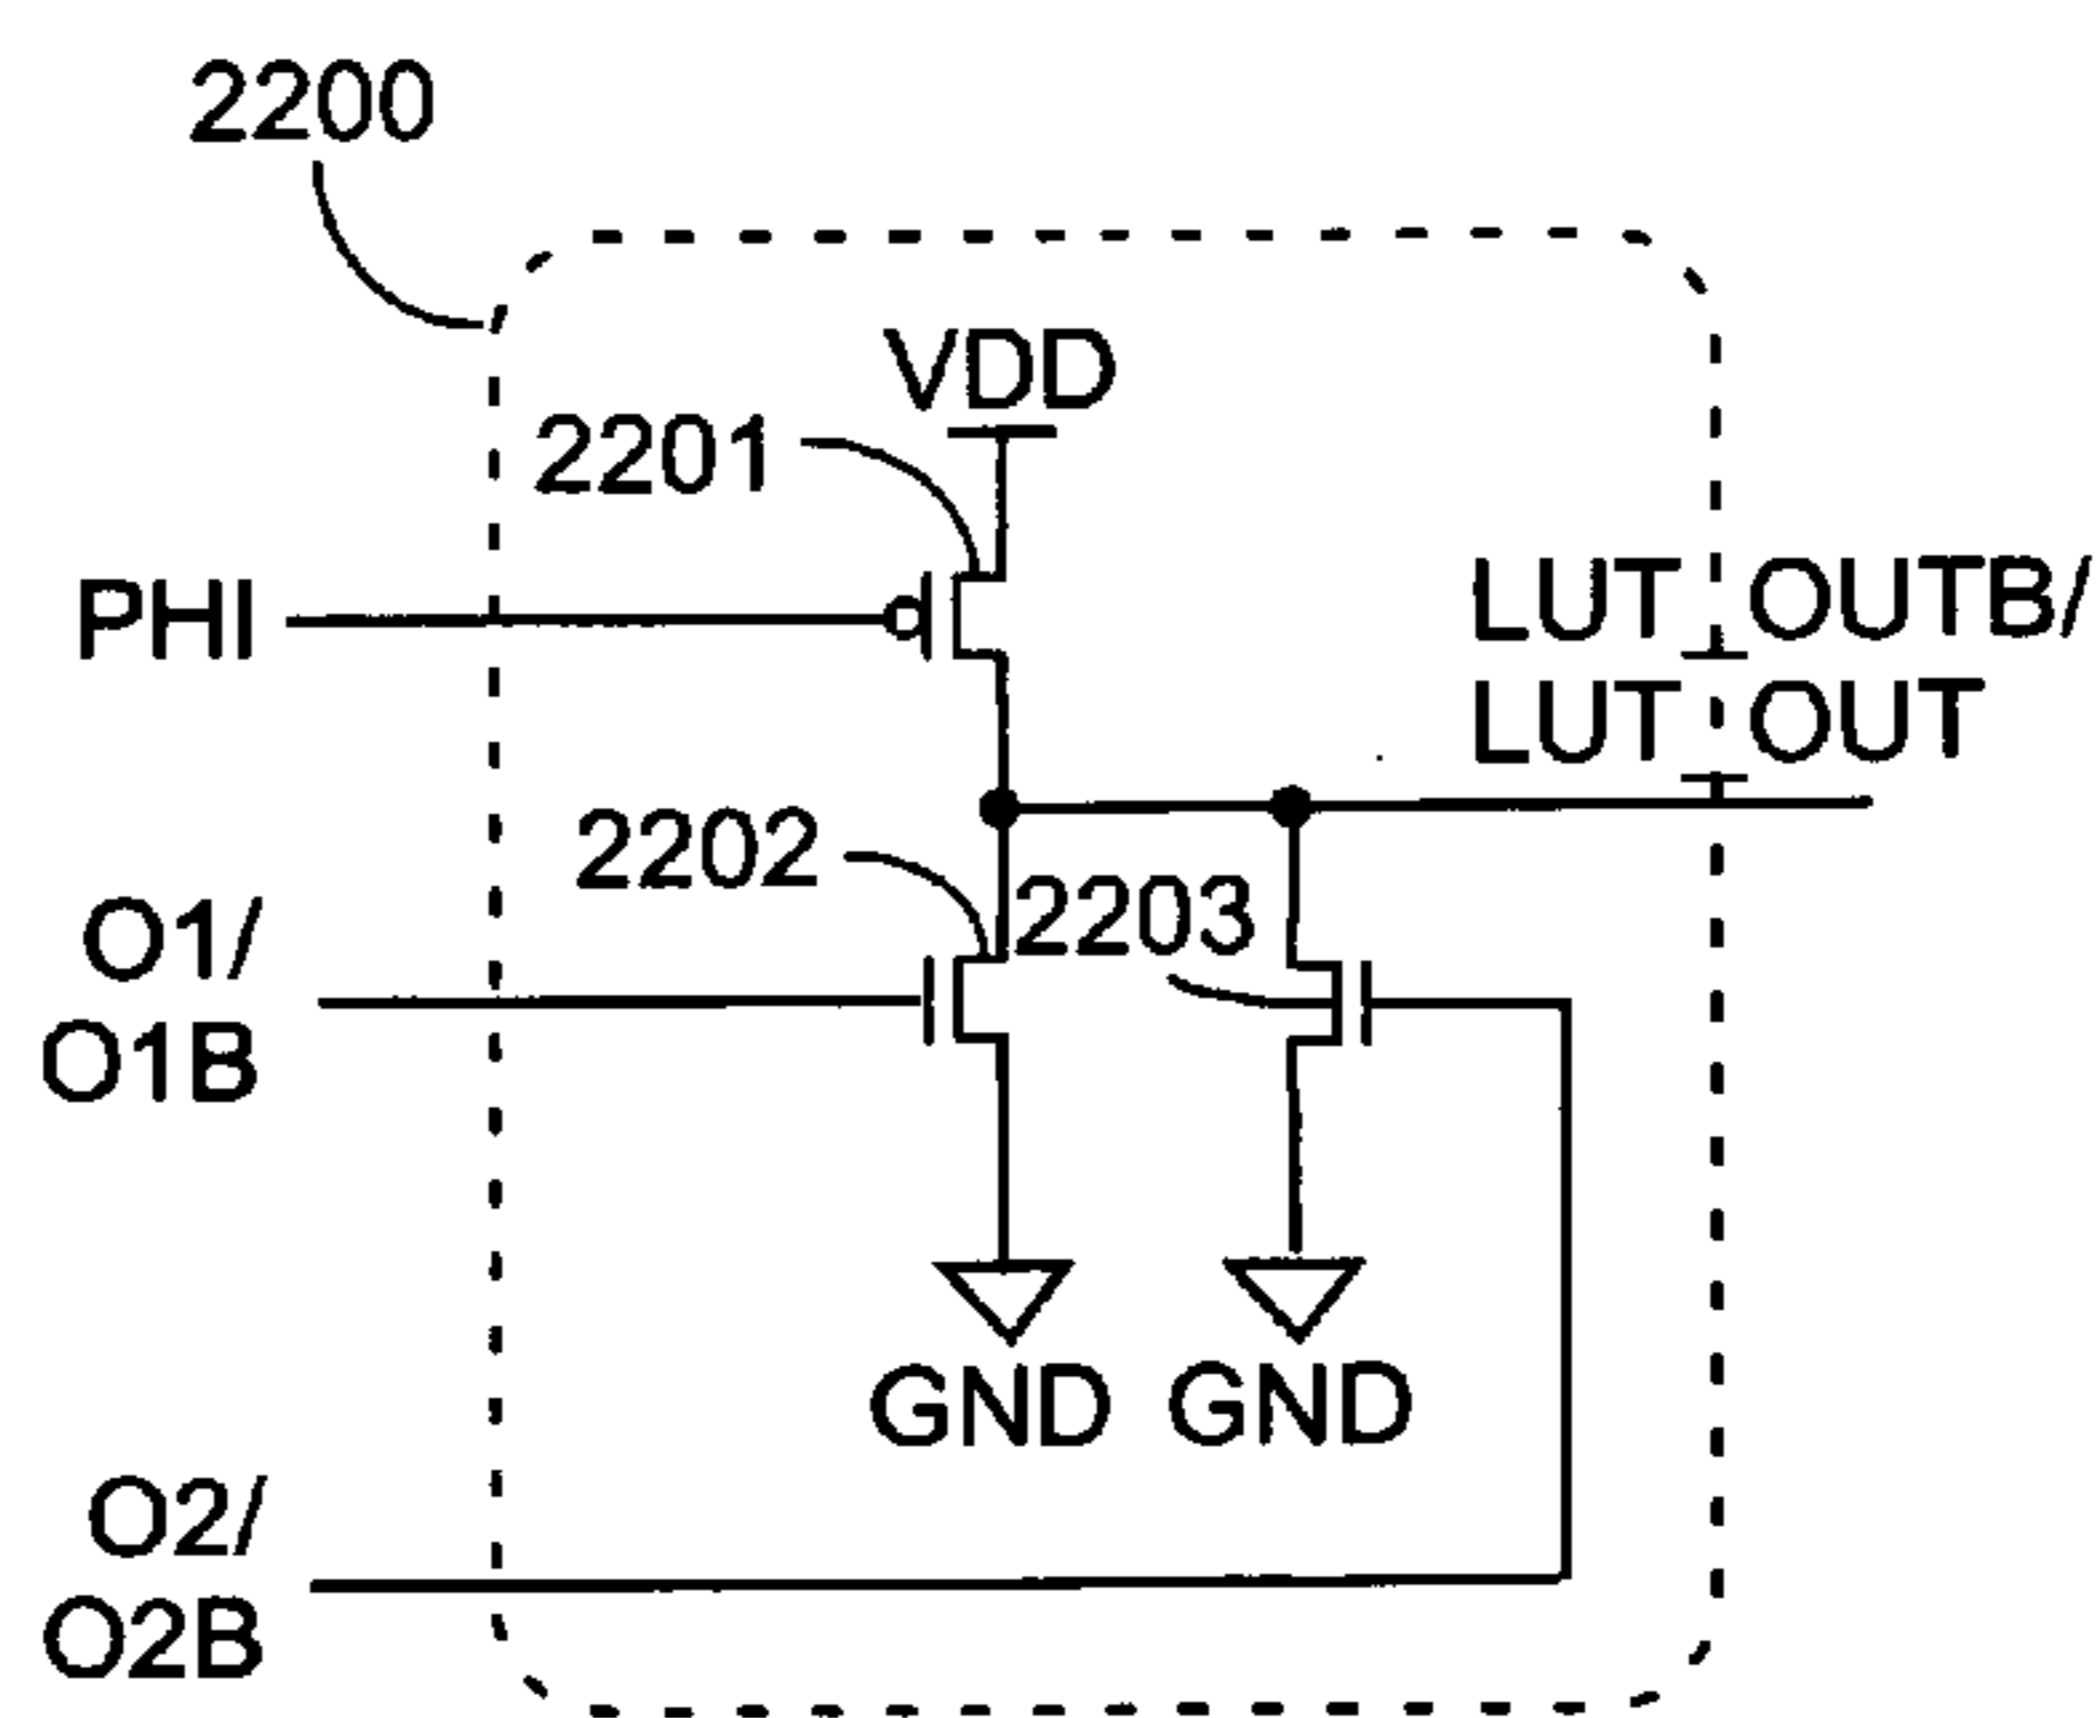 2200
VDD
2201
PHI
LUT_OUTB/
LUT_OUT
2202
2203
O1/
O1B
GND
GND
O2/
O2B